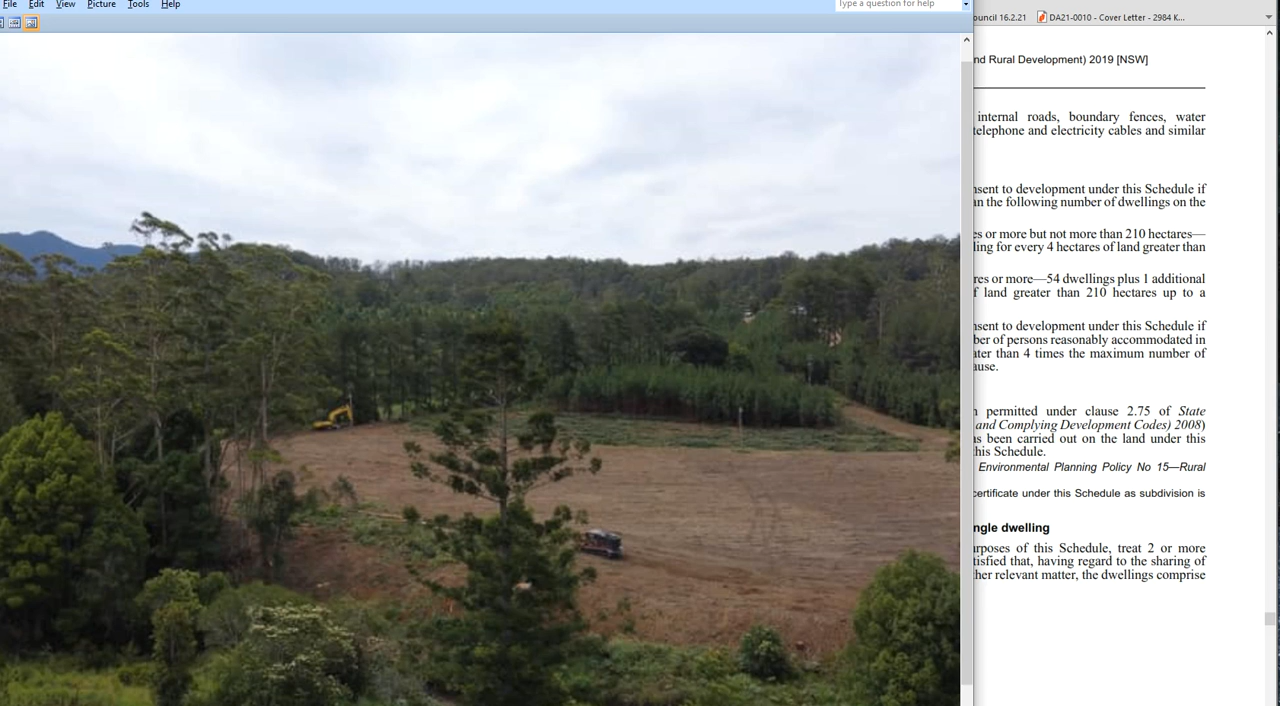 File Edit View Picture Tools Help
Type a question for help
ouncil 16.2.21
DA21-0010 - Cover Letter - 2984 K...
nd Rural Development) 2019 [NSW]
internal roads, boundary fences, water
telephone and electricity cables and similar
nsent to development under this Schedule if
an the following number of dwellings on the
es or more but not more than 210 hectares—
ling for every 4 hectares of land greater than
res or more—54 dwellings plus 1 additional
f land greater than 210 hectares up to a
nsent to development under this Schedule if
ber of persons reasonably accommodated in
ater than 4 times the maximum number of
ause.
n permitted under clause 2.75 of State
and Complying Development Codes) 2008)
as been carried out on the land under this
his Schedule.
Environmental Planning Policy No 15—Rural
certificate under this Schedule as subdivision is
ngle dwelling
urposes of this Schedule, treat 2 or more
tisfied that, having regard to the sharing of
her relevant matter, the dwellings comprise